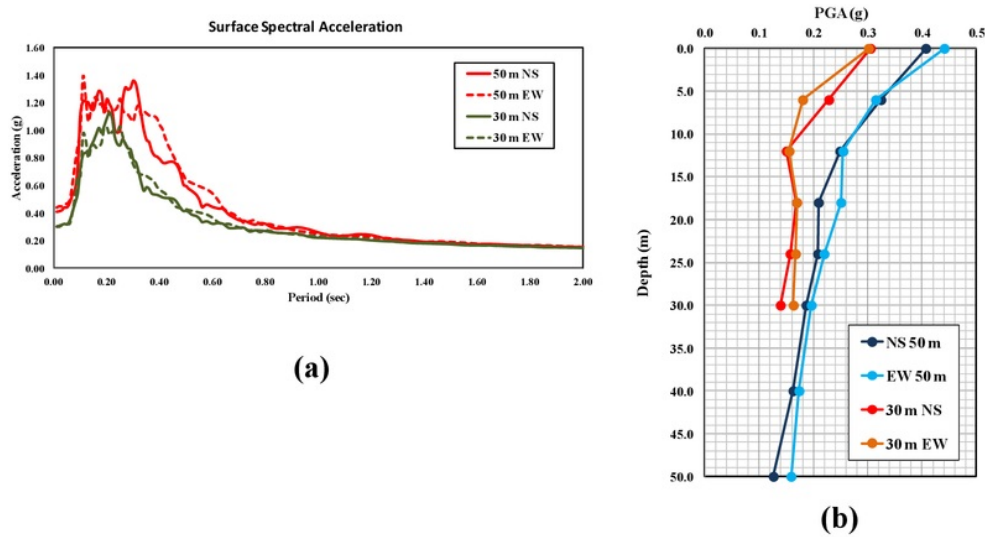 Surface Spectral Acceleration
1.60
1.40
1.20
1.00
0.80
0.60
0.40
0.20
0.00
Acceleration (g)
0.00 0.20 0.40 0.60 0.80 1.00 1.20 1.40 1.60 1.80 2.00
Period (sec)
50 m NS
50 m EW
30 m NS
30 m EW
(a)
PGA (g)
0.0 0.1 0.2 0.3 0.4 0.5
0.0
5.0
10.0
15.0
20.0
25.0
30.0
35.0
40.0
45.0
50.0
Depth (m)
NS 50 m
EW 50 m
30 m NS
30 m EW
(b)